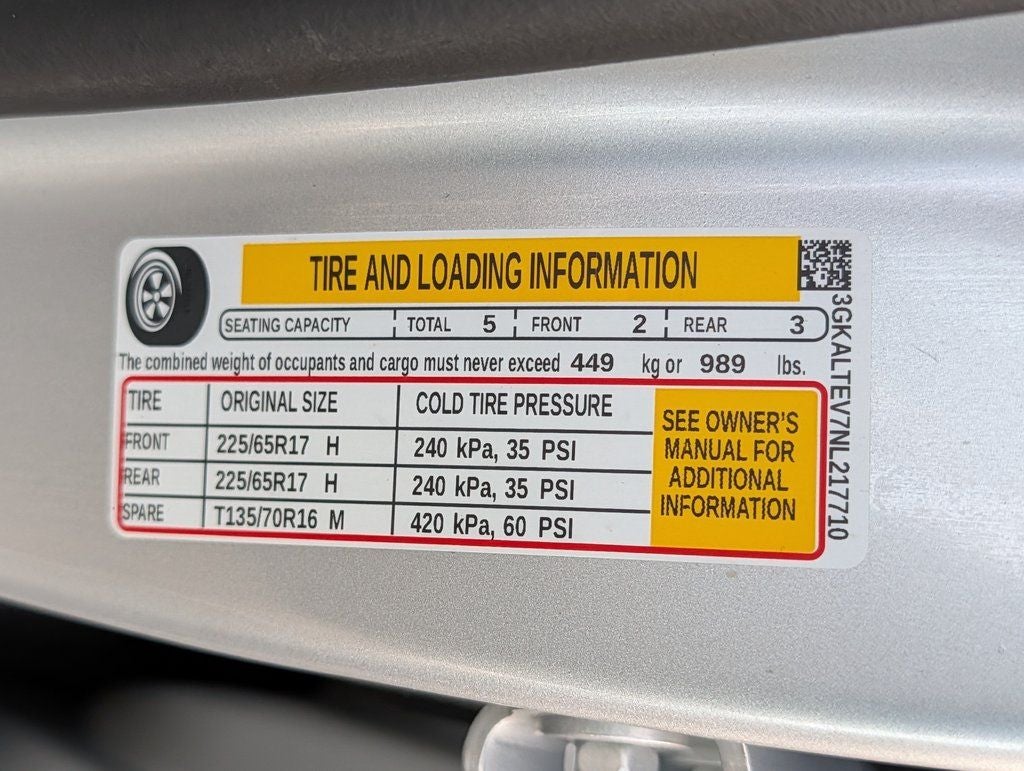 TIRE AND LOADING INFORMATION
SEATING CAPACITY TOTAL 5 FRONT 2 REAR 3
The combined weight of occupants and cargo must never exceed 449 kg or 989 lbs.
TIRE ORIGINAL SIZE COLD TIRE PRESSURE
FRONT 225/65R17 H 240 kPa, 35 PSI
REAR 225/65R17 H 240 kPa, 35 PSI
SPARE T135/70R16 M 420 kPa, 60 PSI
SEE OWNER'S
MANUAL FOR
ADDITIONAL
INFORMATION
3GKALTEV7NL217710